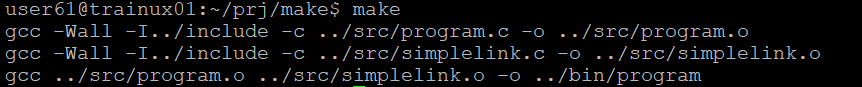 user61@trainux01:~/prj/make$ make
gcc -Wall -I../include -c ../src/program.c -o ../src/program.o
gcc -Wall -I../include -c ../src/simplelink.c -o ../src/simplelink.o
gcc ../src/program.o ../src/simplelink.o -o ../bin/program